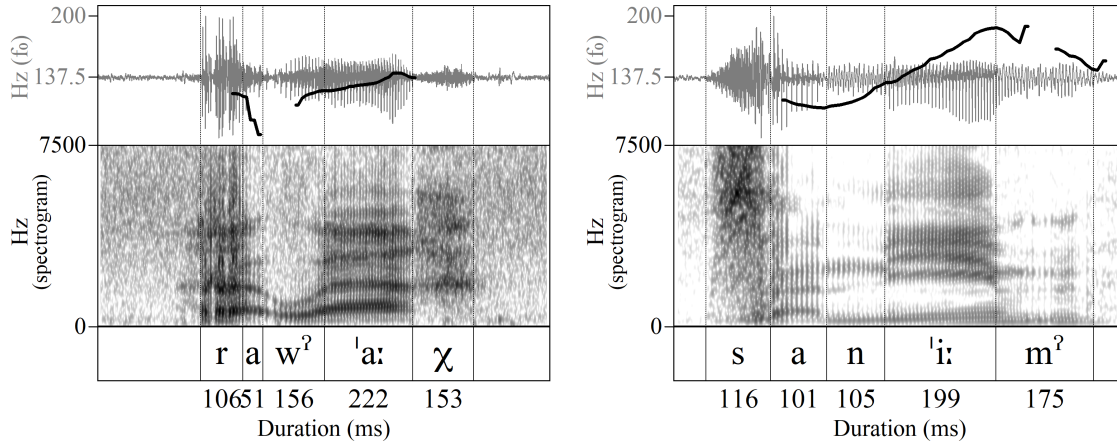 200
Hz (f₀)
137.5
7500
Hz
(spectrogram)
0
r a wˀ ˈaː χ
106 51 156 222 153
Duration (ms)
200
Hz (f₀)
137.5
7500
Hz
(spectrogram)
0
s a n ˈiː mˀ
116 101 105 199 175
Duration (ms)